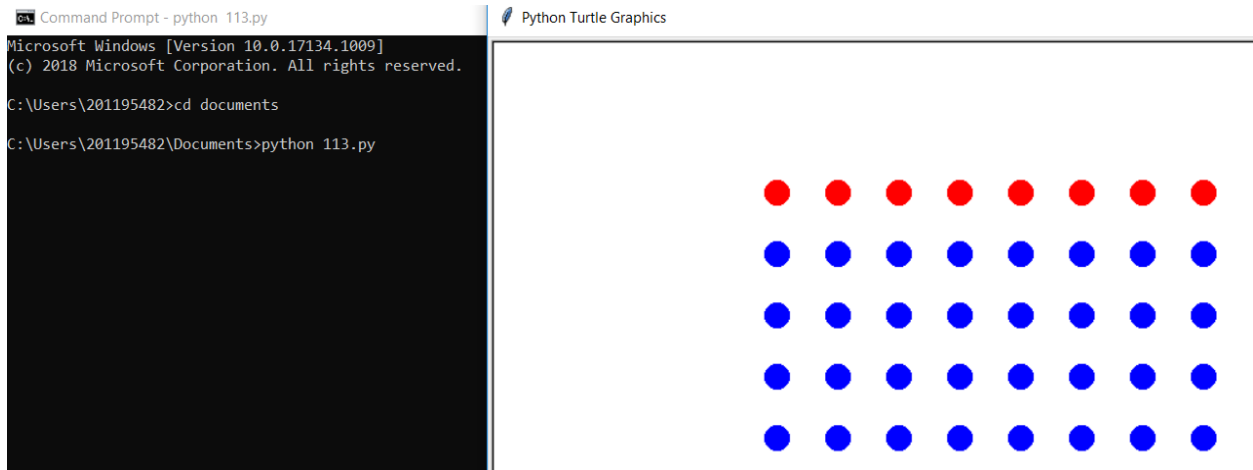 Command Prompt - python  113.py
Python Turtle Graphics
Microsoft Windows [Version 10.0.17134.1009]
(c) 2018 Microsoft Corporation. All rights reserved.
C:\Users\201195482>cd documents
C:\Users\201195482\Documents>python 113.py